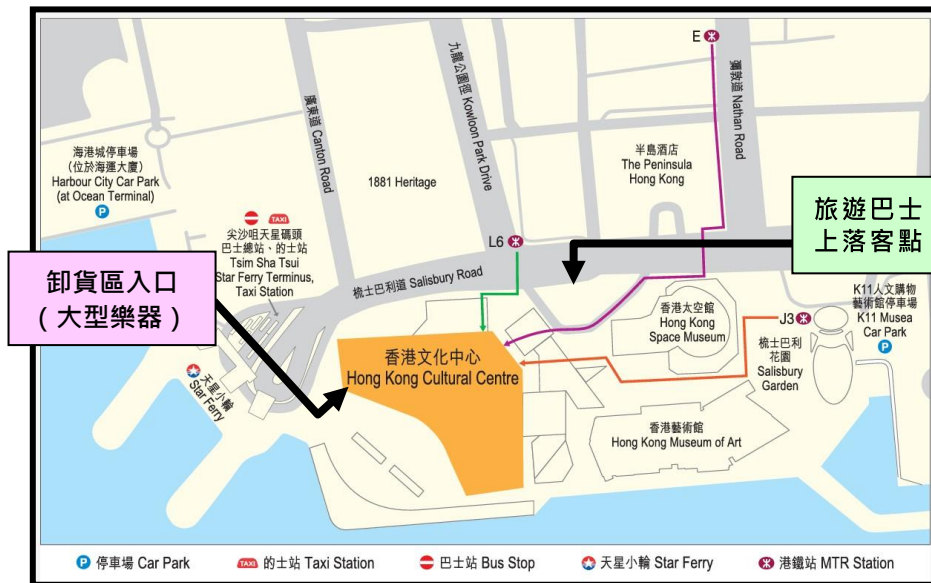 E
彌敦道 Nathan Road
九龍公園徑 Kowloon Park Drive
廣東道 Canton Road
海港城停車場
(位於海運大廈)
Harbour City Car Park
(at Ocean Terminal)
P
1881 Heritage
半島酒店
The Peninsula
Hong Kong
旅遊巴士
上落客點
TAXI
尖沙咀天星碼頭
巴士總站、的士站
Tsim Sha Tsui
Star Ferry Terminus,
Taxi Station
L6
梳士巴利道 Salisbury Road
卸貨區入口
(大型樂器)
K11人文購物
藝術館停車場
K11 Musea
Car Park
P
香港太空館
Hong Kong
Space Museum
J3
梳士巴利
花園
Salisbury
Garden
香港文化中心
Hong Kong Cultural Centre
天星小輪
Star Ferry
香港藝術館
Hong Kong Museum of Art
P 停車場 Car Park TAXI 的士站 Taxi Station 巴士站 Bus Stop 天星小輪 Star Ferry 港鐵站 MTR Station